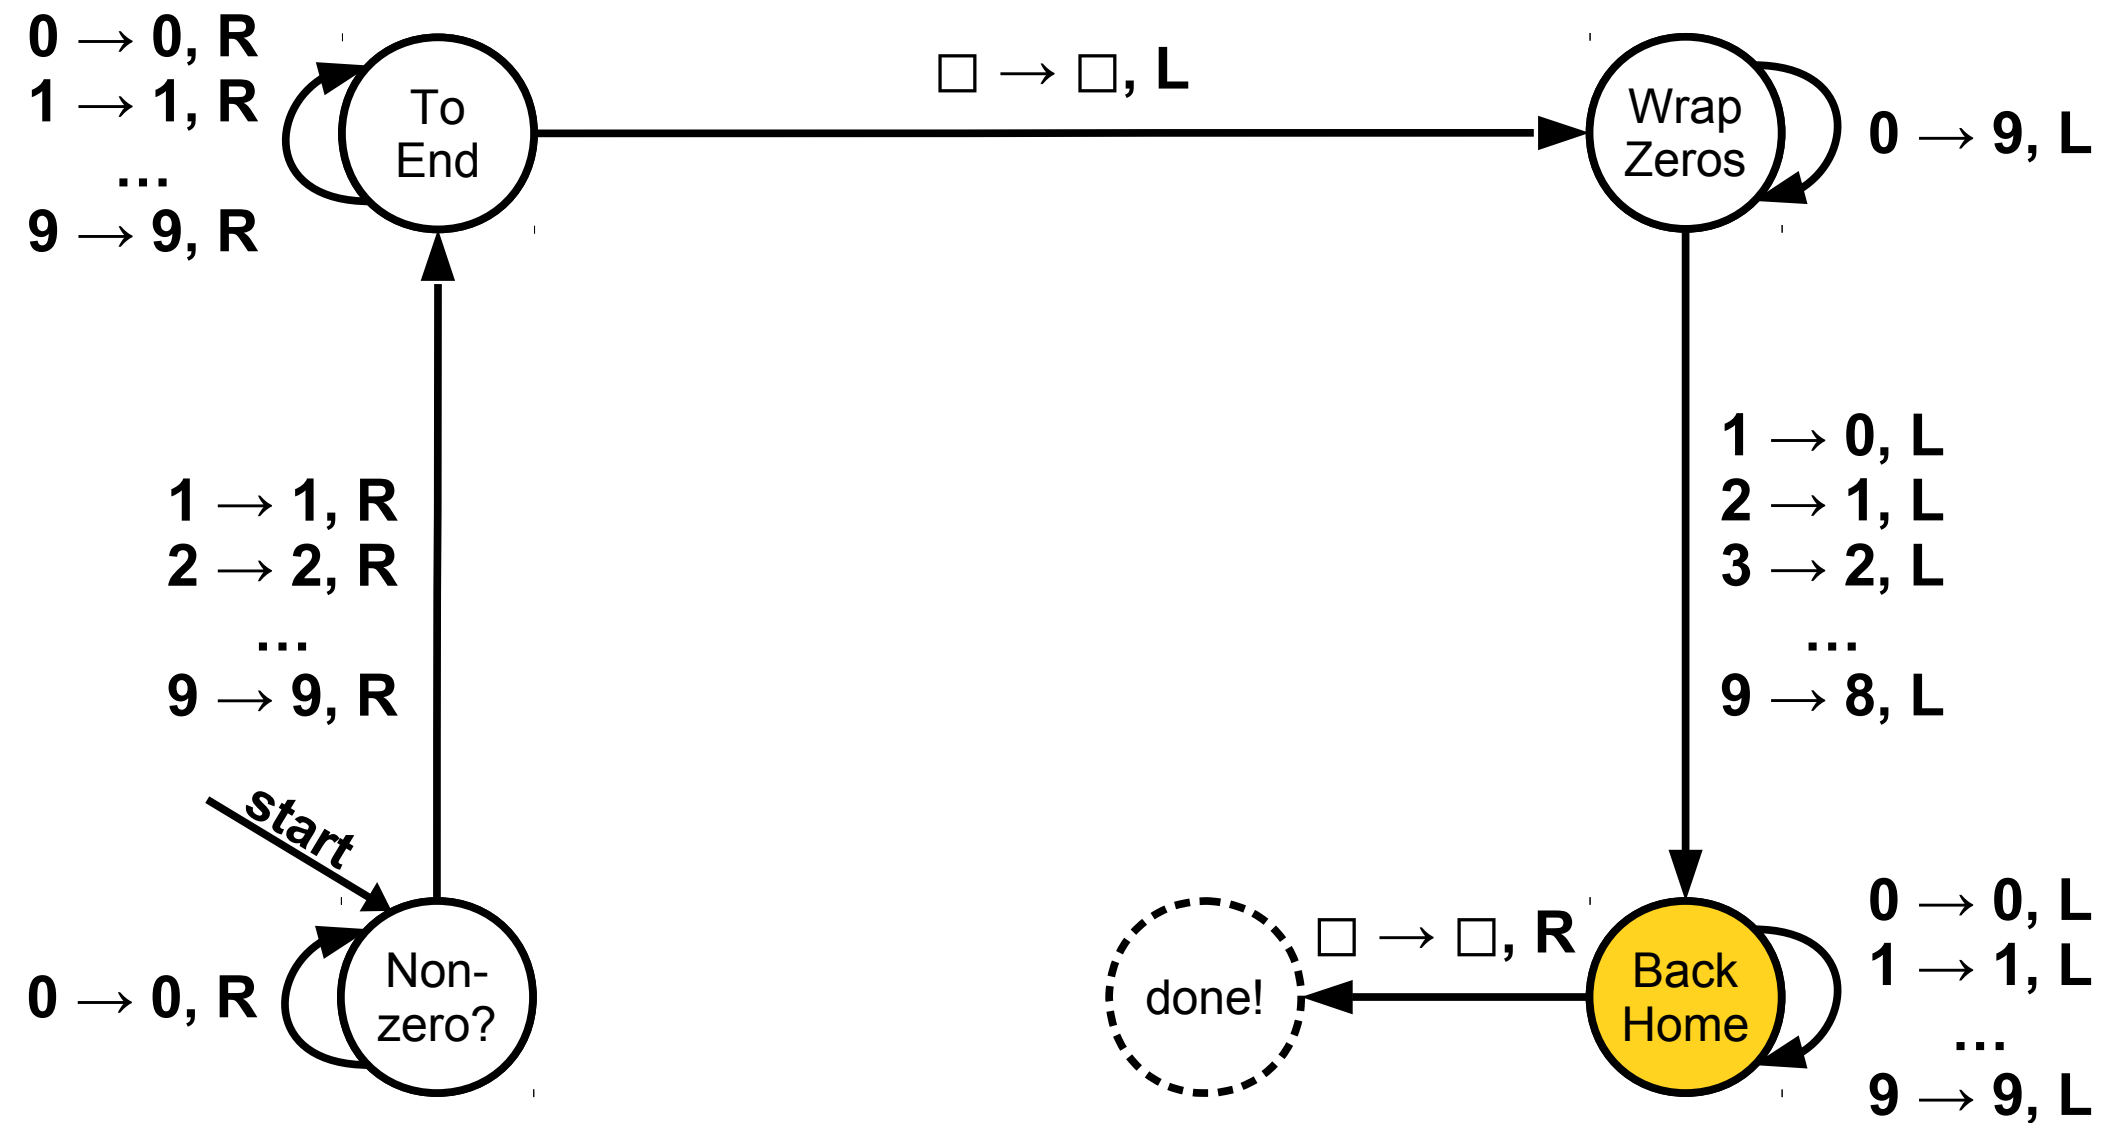 0 → 0, R
1 → 1, R
...
9 → 9, R
To
End
□ → □, L
Wrap
Zeros
0 → 9, L
1 → 1, R
2 → 2, R
...
9 → 9, R
1 → 0, L
2 → 1, L
3 → 2, L
...
9 → 8, L
start
0 → 0, R
Non-
zero?
done!
□ → □, R
Back
Home
0 → 0, L
1 → 1, L
...
9 → 9, L